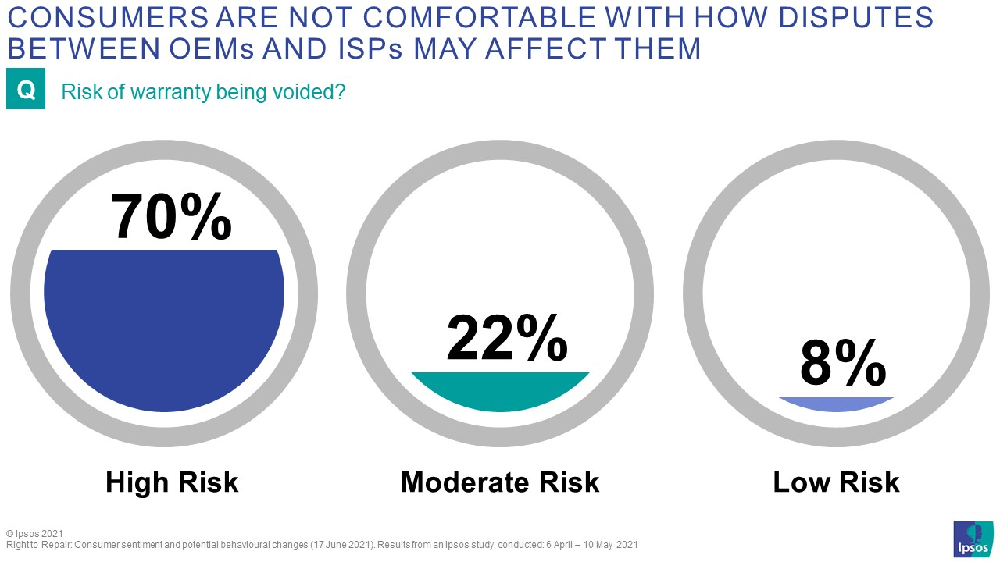 CONSUMERS ARE NOT COMFORTABLE WITH HOW DISPUTES
BETWEEN OEMs AND ISPs MAY AFFECT THEM
Q
Risk of warranty being voided?
70%
22%
8%
High Risk
Moderate Risk
Low Risk
© Ipsos 2021
Right to Repair: Consumer sentiment and potential behavioural changes (17 June 2021). Results from an Ipsos study, conducted: 6 April – 10 May 2021
Ipsos